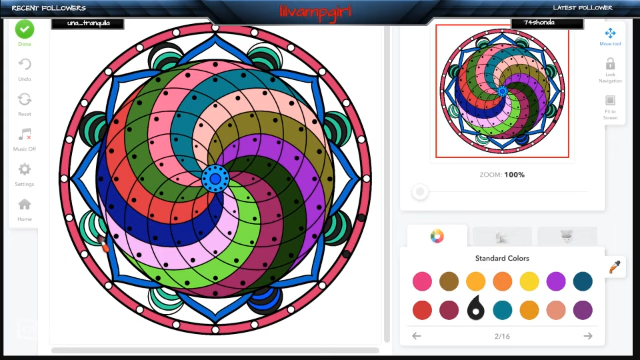 RECENT FOLLOWERS
lilvampgirl
LATEST FOLLOWER
una_tranquila
74shonda
Done
Undo
Reset
Music Off
Settings
Home
Move tool
Lock
Navigation
Fit to
Screen
ZOOM: 100%
Standard Colors
2/16